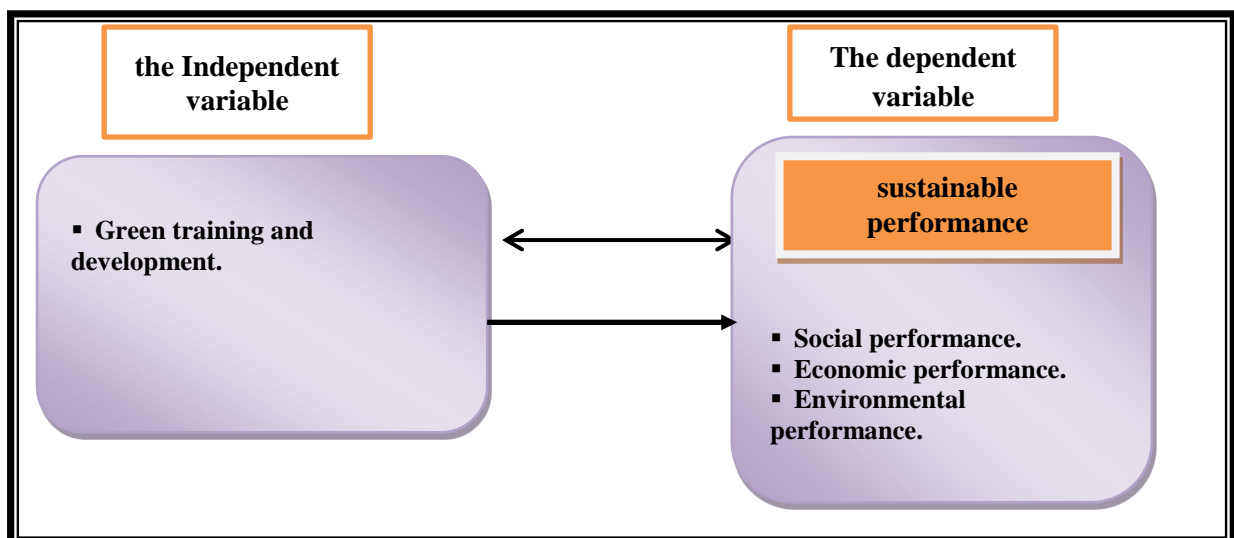 the Independent
variable
▪ Green training and
development.
The dependent
variable
sustainable
performance
▪ Social performance.
▪ Economic performance.
▪ Environmental
performance.